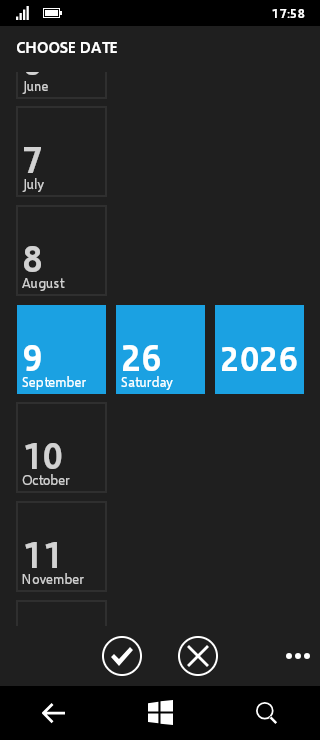 17:58
CHOOSE DATE
June
7
July
8
August
9 26 2026
September Saturday
10
October
11
November